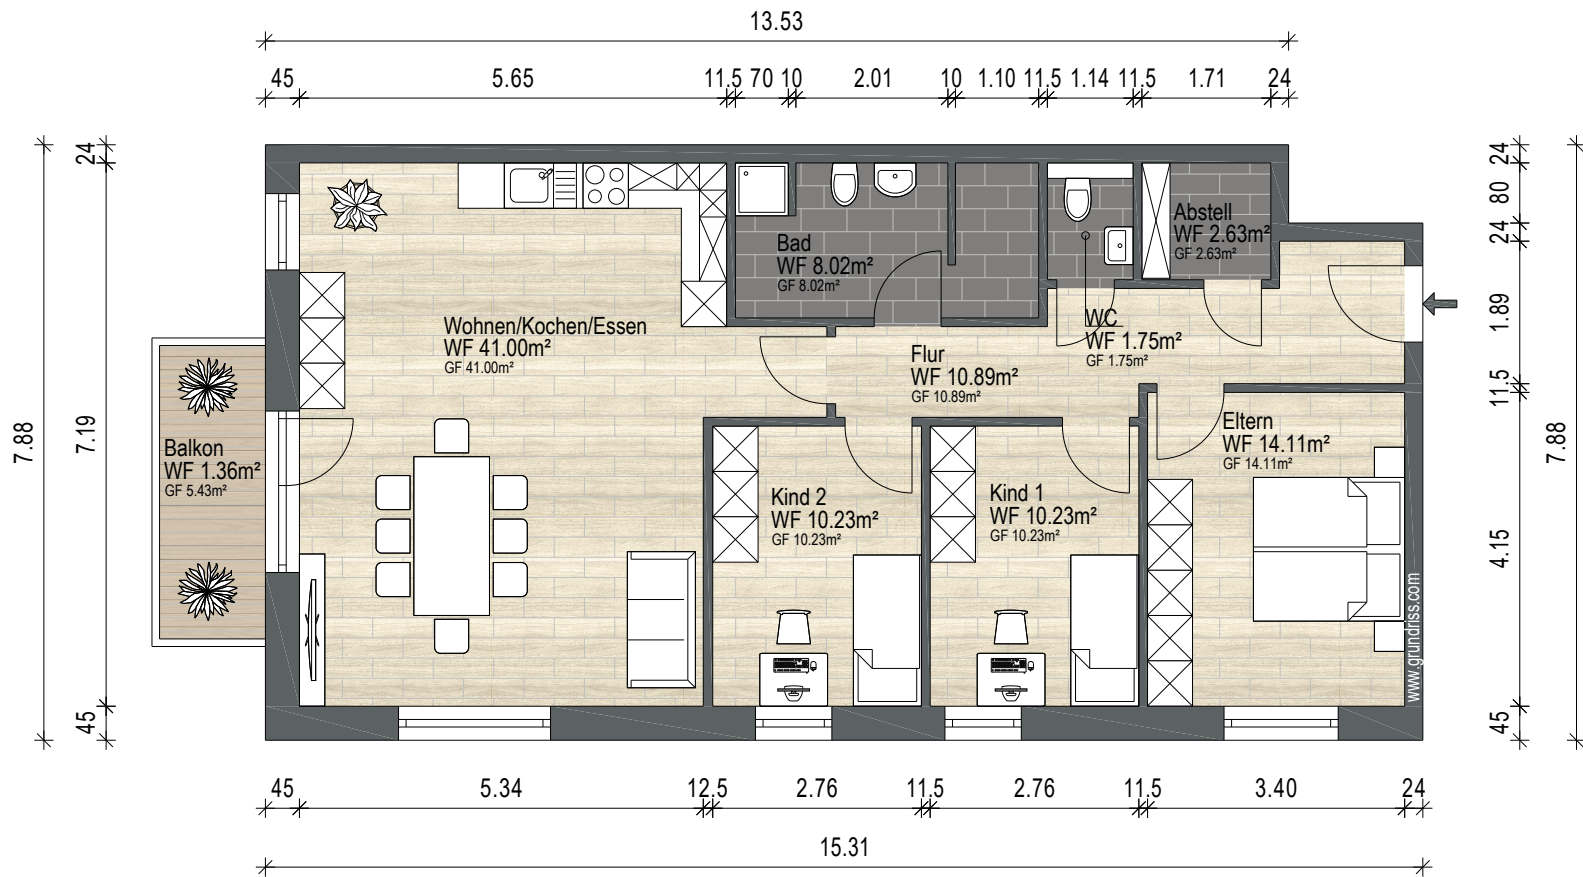 13.53
45 5.65 11.5 70 10 2.01 10 1.10 11.5 1.14 11.5 1.71 24
24
7.19
45
7.88
24
80
24
1.89
11.5
4.15
45
7.88
Wohnen/Kochen/Essen
WF 41.00m²
GF 41.00m²
Bad
WF 8.02m²
GF 8.02m²
Abstell
WF 2.63m²
GF 2.63m²
WC
WF 1.75m²
GF 1.75m²
Flur
WF 10.89m²
GF 10.89m²
Balkon
WF 1.36m²
GF 5.43m²
Kind 2
WF 10.23m²
GF 10.23m²
Kind 1
WF 10.23m²
GF 10.23m²
Eltern
WF 14.11m²
GF 14.11m²
www.grundriss.com
45 5.34 12.5 2.76 11.5 2.76 11.5 3.40 24
15.31